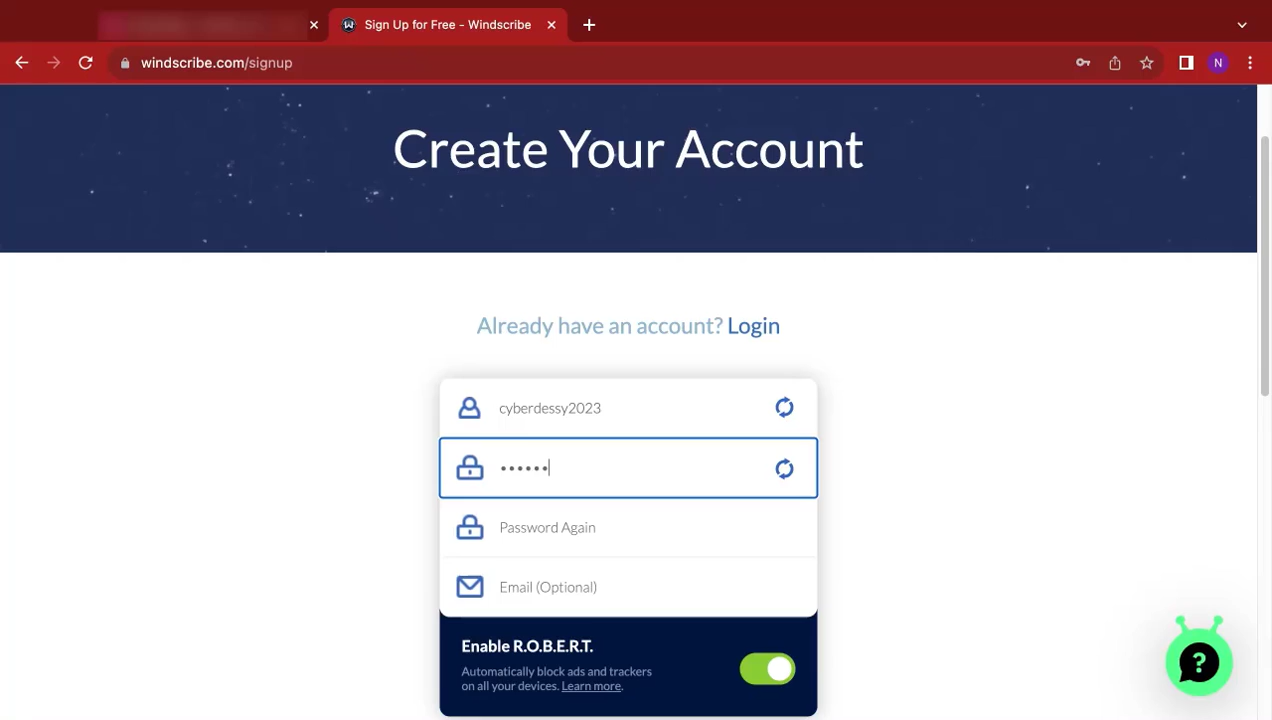 Sign Up for Free - Windscribe
windscribe.com/signup
N
Create Your Account
Already have an account? Login
cyberdessy2023
••••••
Password Again
Email (Optional)
Enable R.O.B.E.R.T.
Automatically block ads and trackers
on all your devices. Learn more.